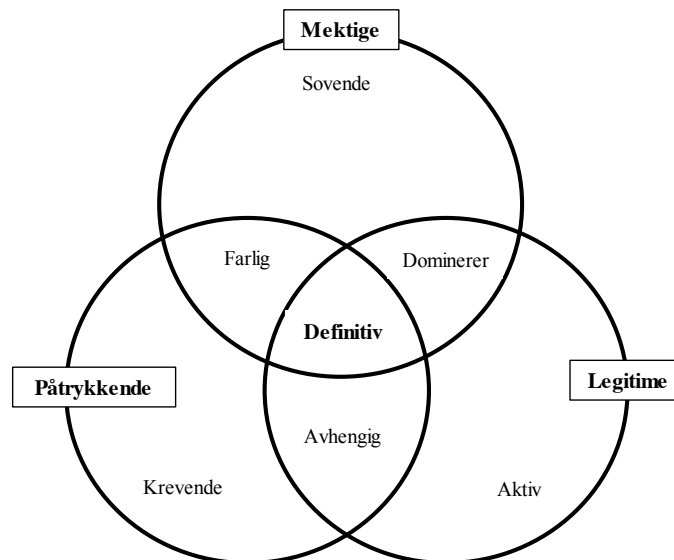 Mektige
Sovende
Farlig
Dominerer
Definitiv
Påtrykkende
Legitime
Avhengig
Krevende
Aktiv